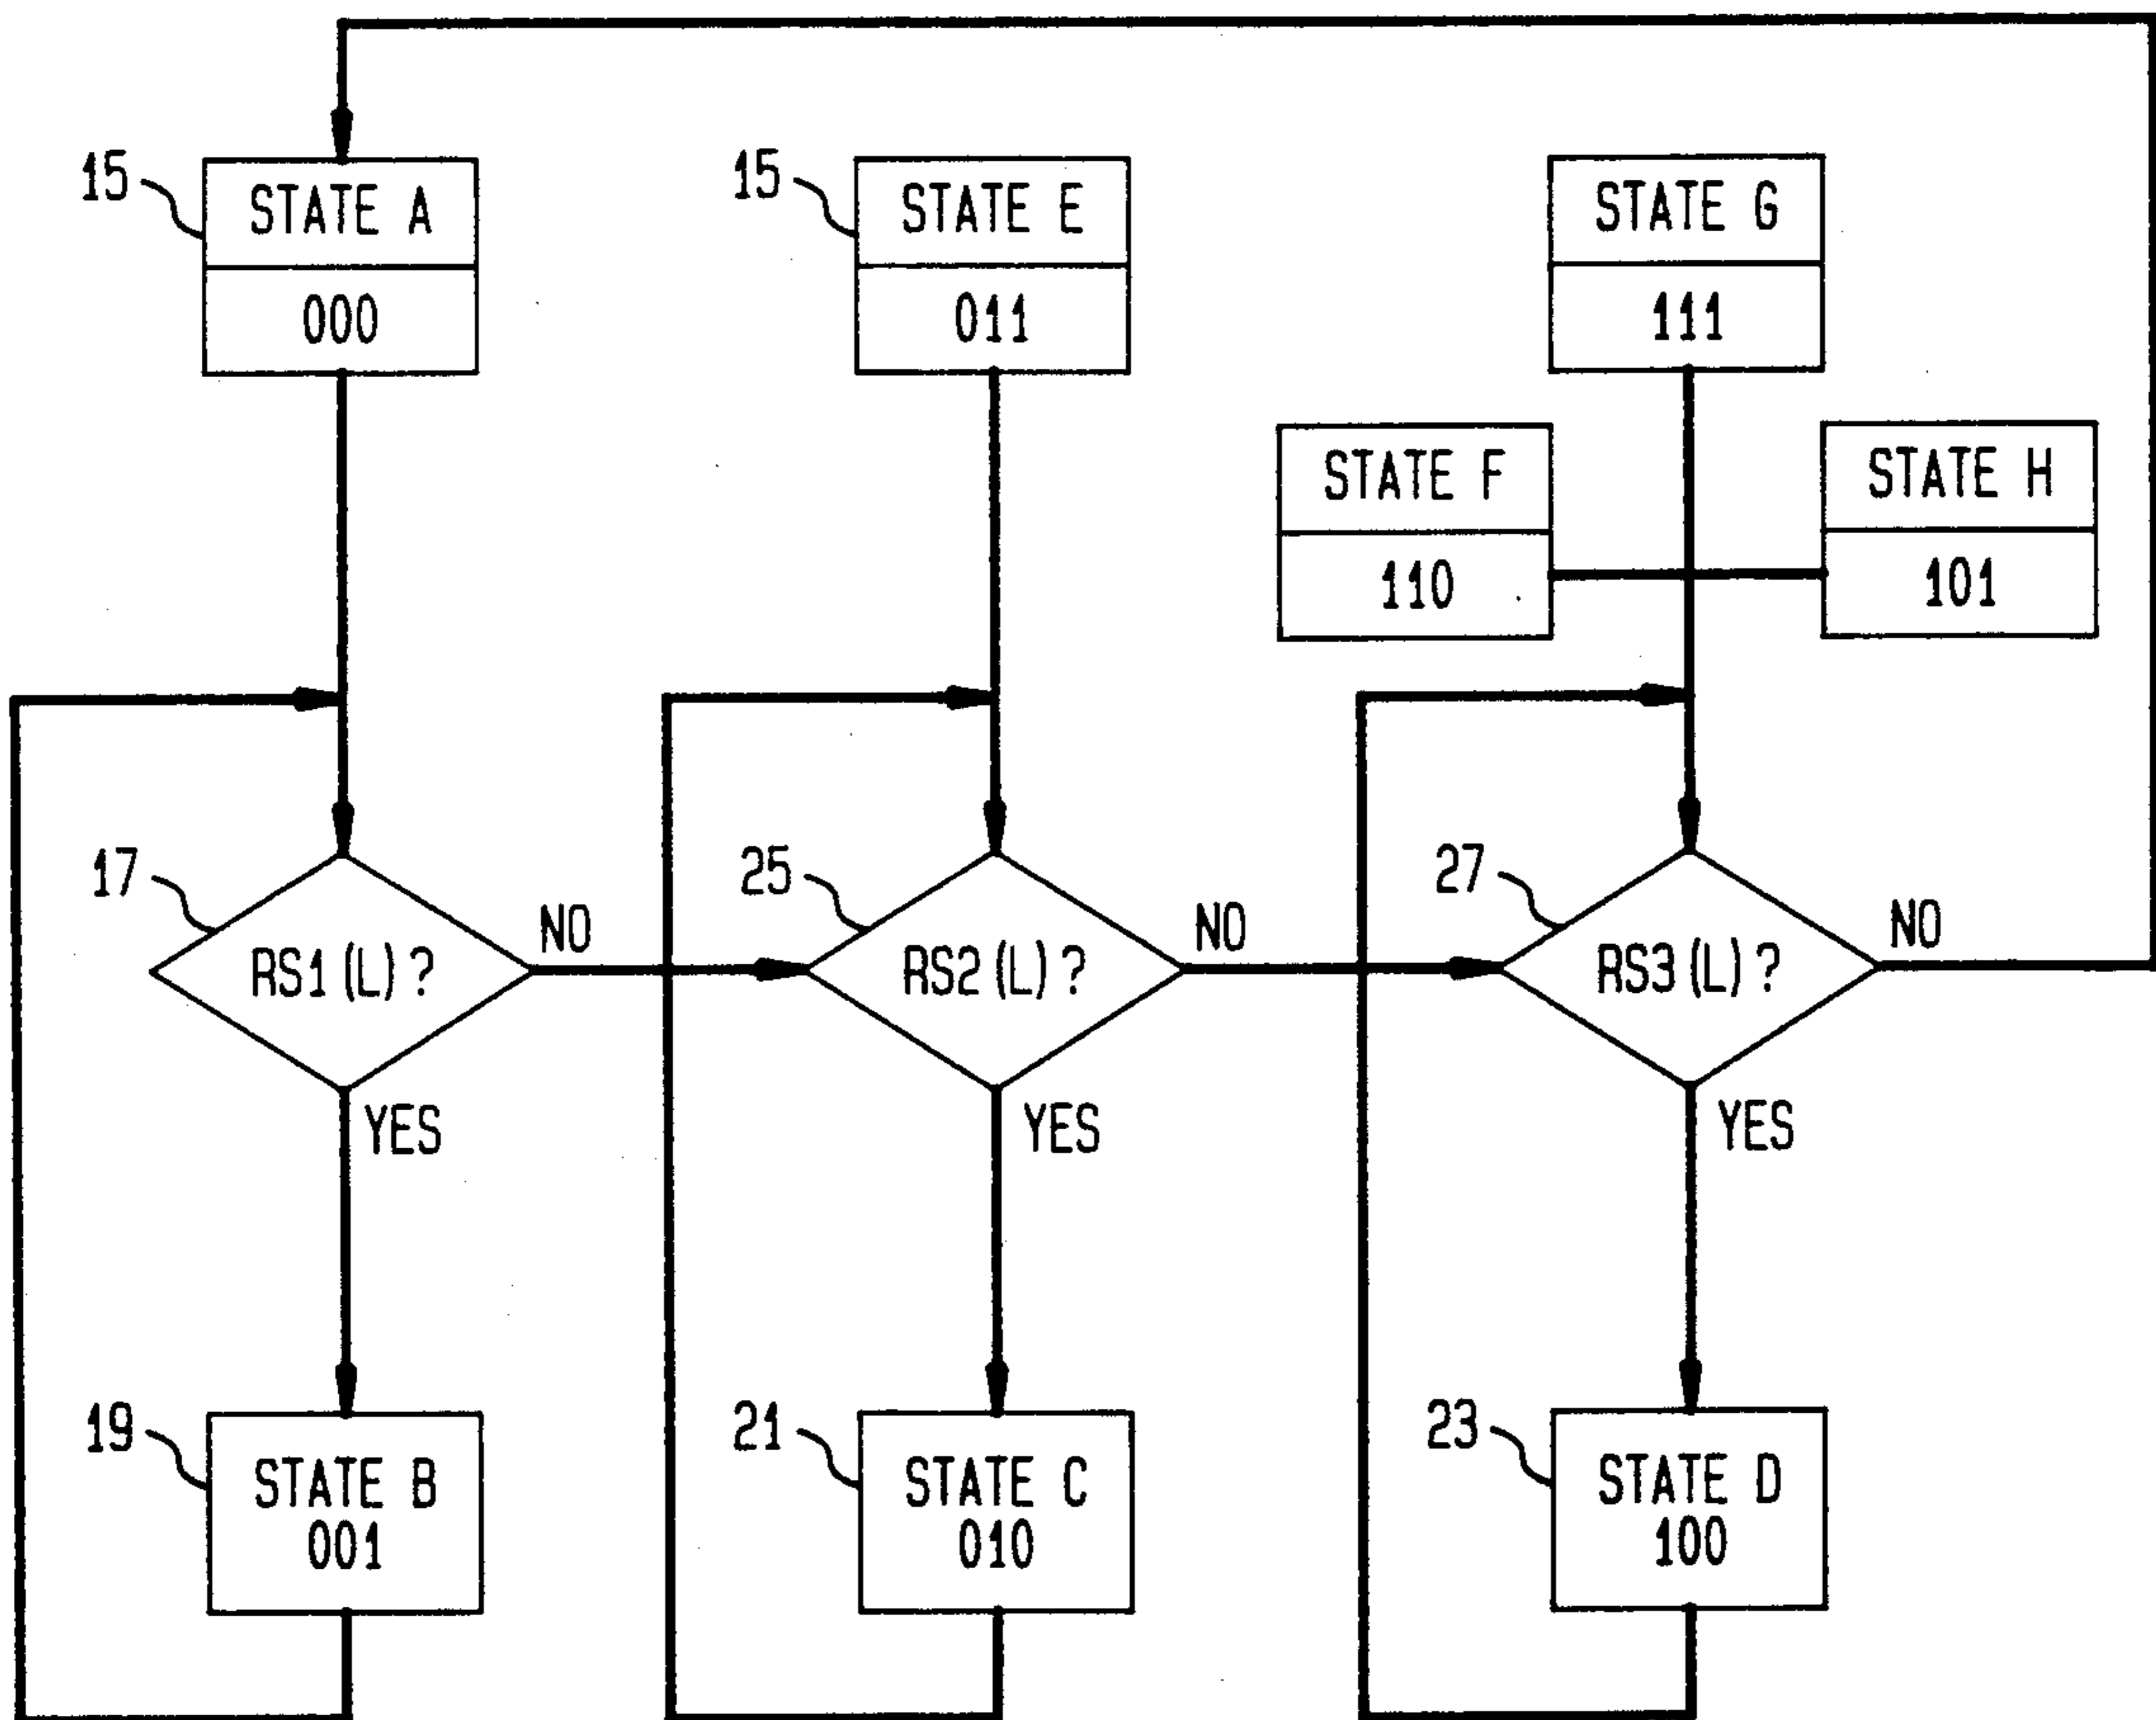 15
STATE A
000
15
STATE E
011
STATE G
111
STATE F
110
STATE H
101
17
RS1(L)?
NO
YES
25
RS2(L)?
NO
YES
27
RS3(L)?
NO
YES
19
STATE B
001
21
STATE C
010
23
STATE D
100